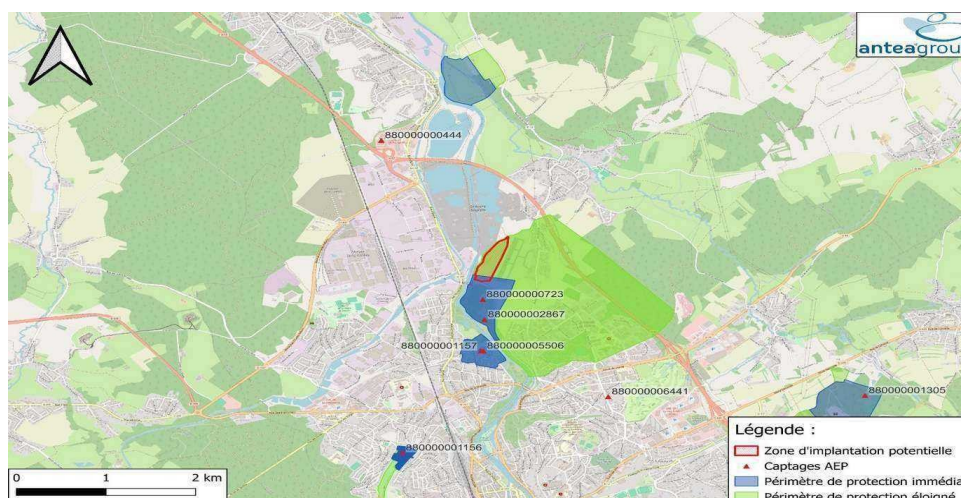 anteagrou
880000000444
880000000723
880000002867
880000001157
880000005506
880000006441
880000001305
880000001156
0 1 2 km
Légende :
Zone d'implantation potentielle
Captages AEP
Périmètre de protection immédia
Périmètre de protection éloigné